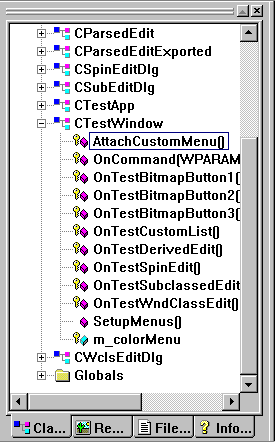 CParsedEdit
CParsedEditExported
CSpinEditDlg
CSubEditDlg
CTestApp
CTestWindow
AttachCustomMenu()
OnCommand(WPARAM
OnTestBitmapButton1(
OnTestBitmapButton2(
OnTestBitmapButton3(
OnTestCustomList()
OnTestDerivedEdit()
OnTestSpinEdit()
OnTestSubclassedEdit
OnTestWndClassEdit()
SetupMenus()
m_colorMenu
CWclsEditDlg
Globals
Cla... Re... File... Info...